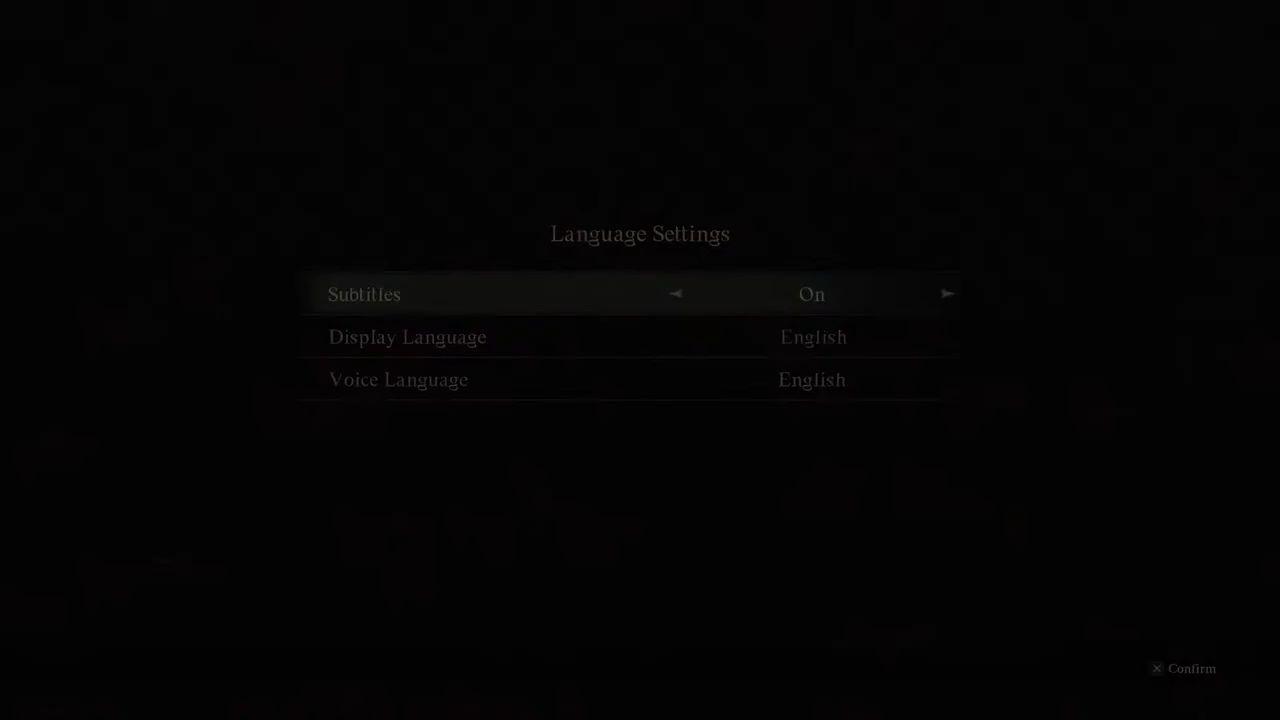 Language Settings
Subtitles On
Display Language English
Voice Language English
Confirm